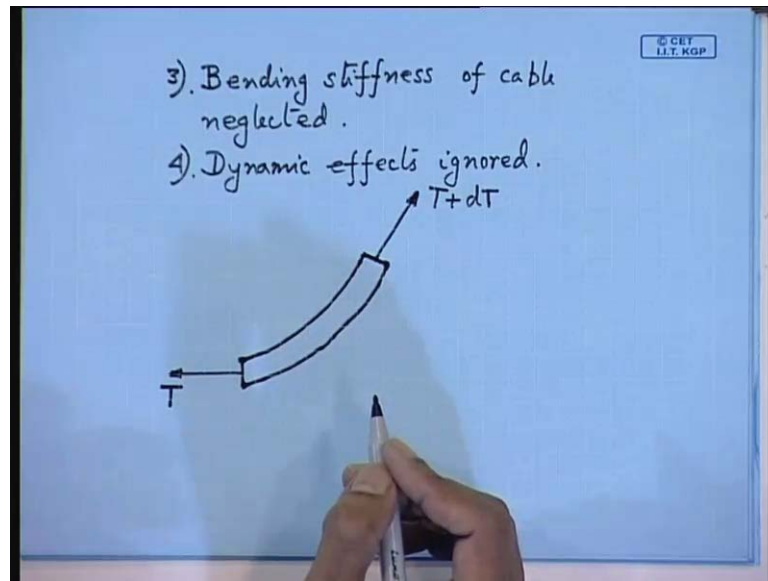 © CET
I.I.T. KGP
3). Bending stiffness of cable
neglected.
4). Dynamic effects ignored.
T+dT
T